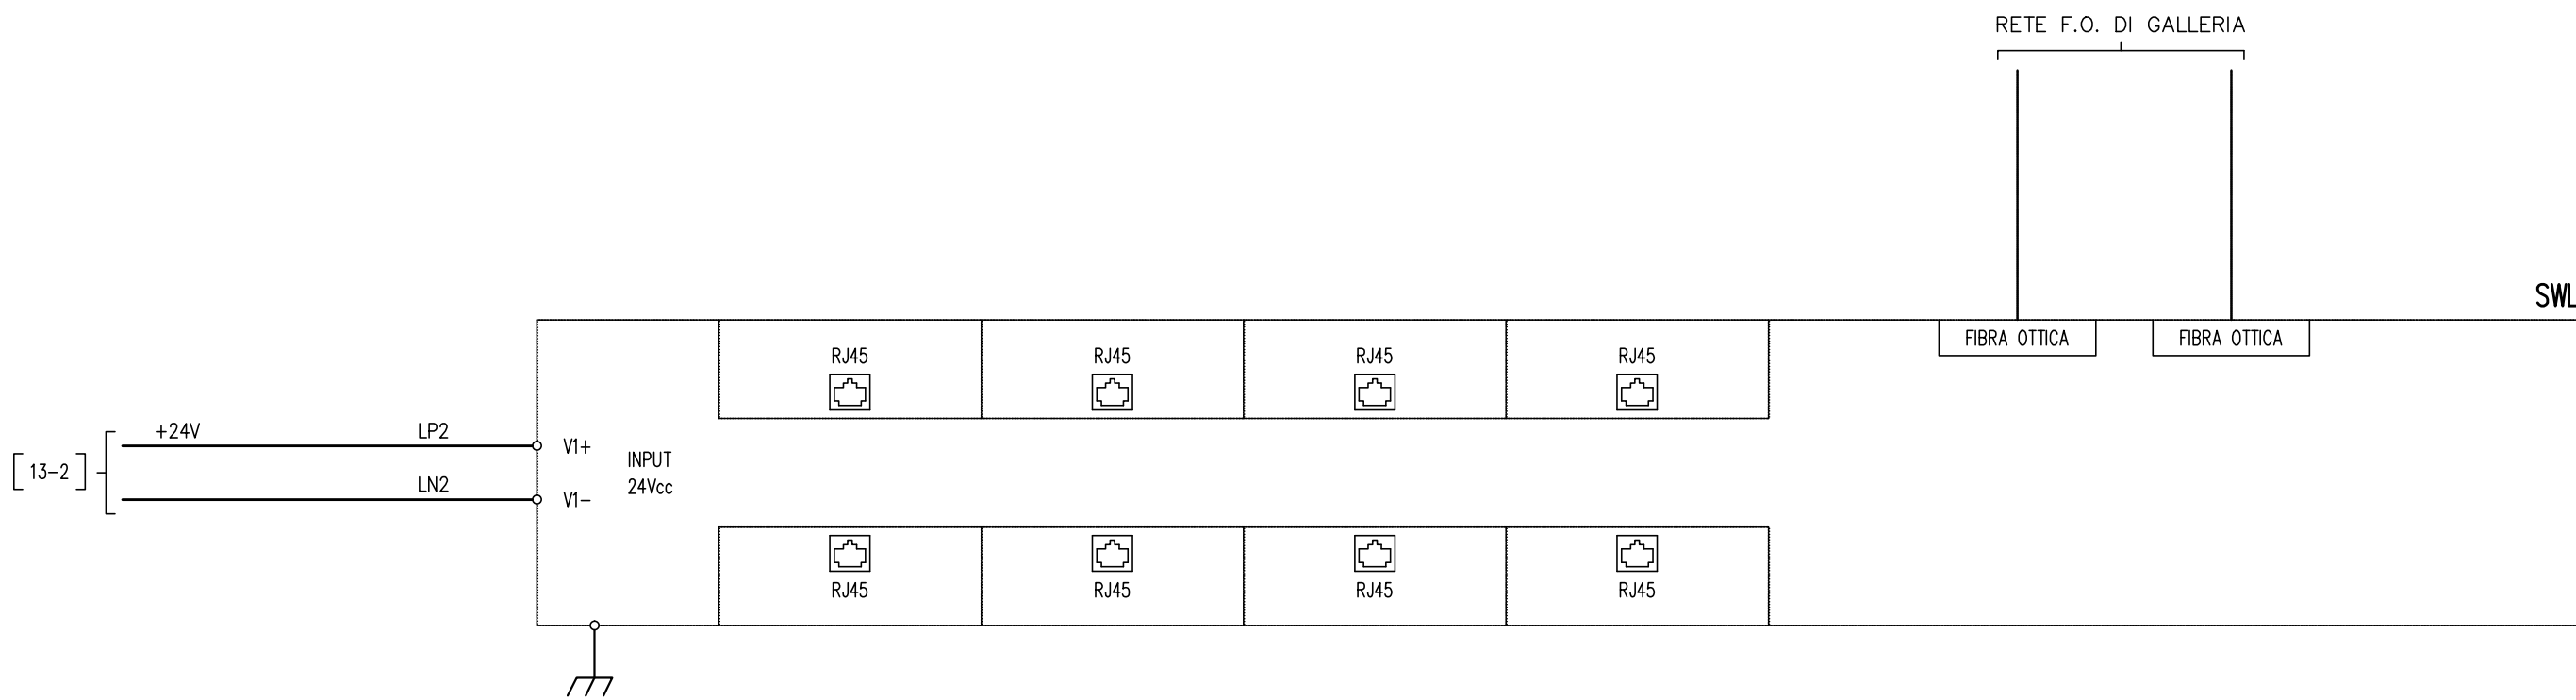 RETE F.O. DI GALLERIA
SWL
FIBRA OTTICA FIBRA OTTICA
RJ45 RJ45 RJ45 RJ45
+24V LP2
V1+
13-2
INPUT
24Vcc
LN2
V1-
RJ45 RJ45 RJ45 RJ45